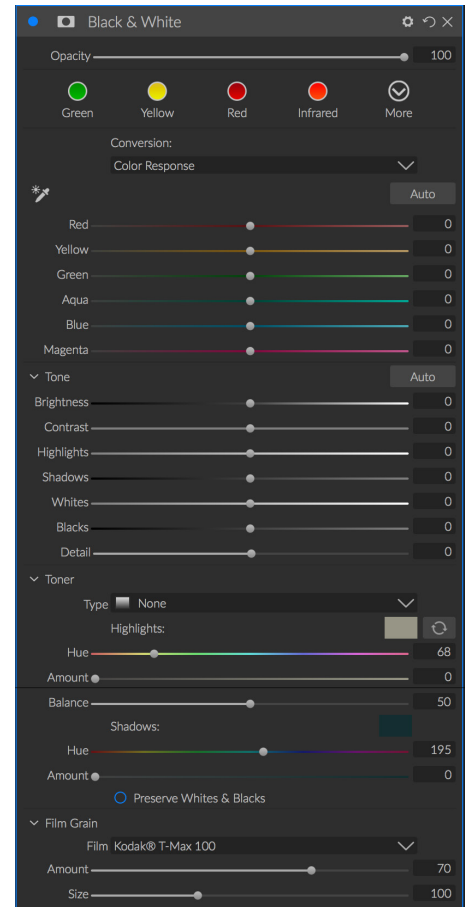 Black & White
Opacity 100
Green Yellow Red Infrared More
Conversion:
Color Response
Auto
Red 0
Yellow 0
Green 0
Aqua 0
Blue 0
Magenta 0
Tone Auto
Brightness 0
Contrast 0
Highlights 0
Shadows 0
Whites 0
Blacks 0
Detail 0
Toner
Type None
Highlights:
Hue 68
Amount 0
Balance 50
Shadows:
Hue 195
Amount 0
Preserve Whites & Blacks
Film Grain
Film Kodak® T-Max 100
Amount 70
Size 100